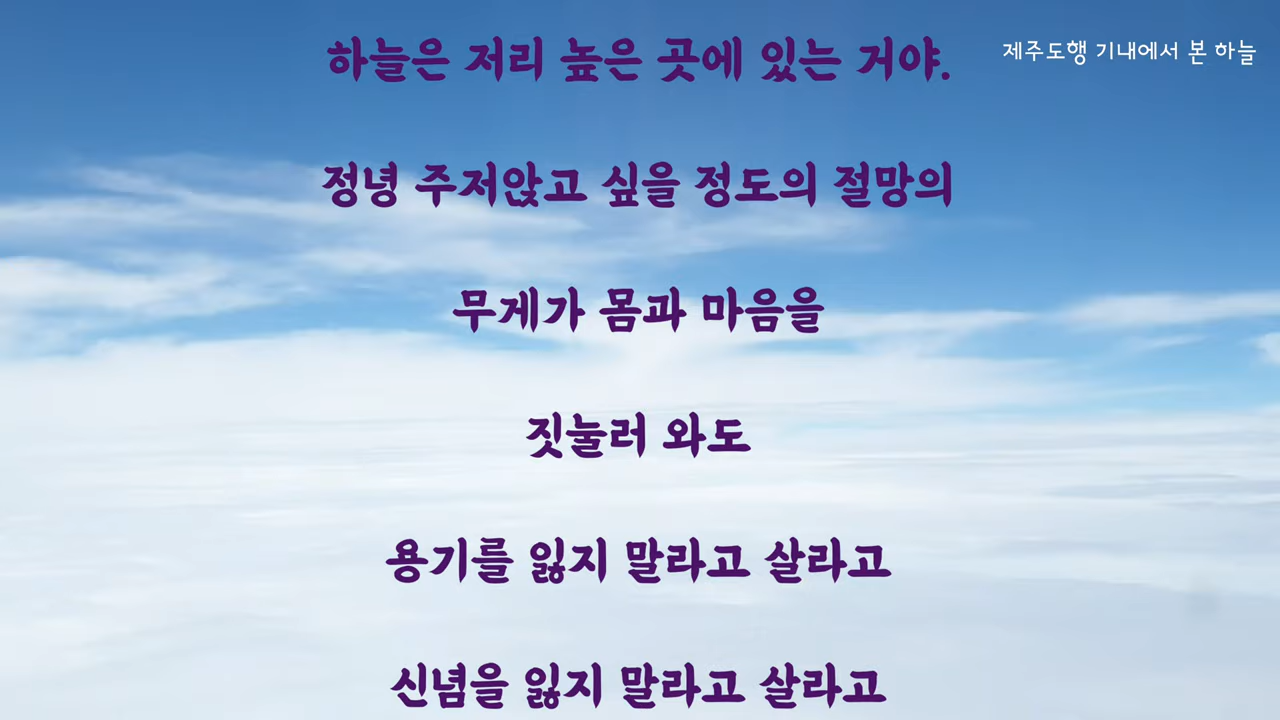 하늘은 저리 높은 곳에 있는 거야.
제주도행 기내에서 본 하늘
정녕 주저앉고 싶을 정도의 절망의
무게가 몸과 마음을
짓눌러 와도
용기를 잃지 말라고 살라고
신념을 잃지 말라고 살라고